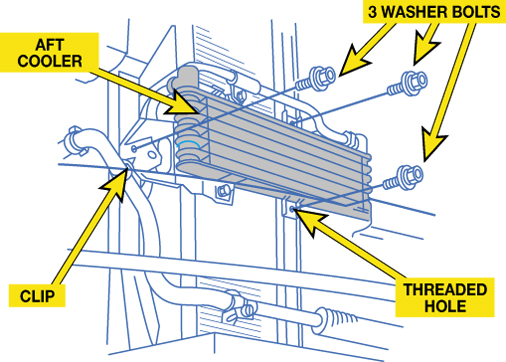 3 WASHER BOLTS
AFT
COOLER
CLIP
THREADED
HOLE